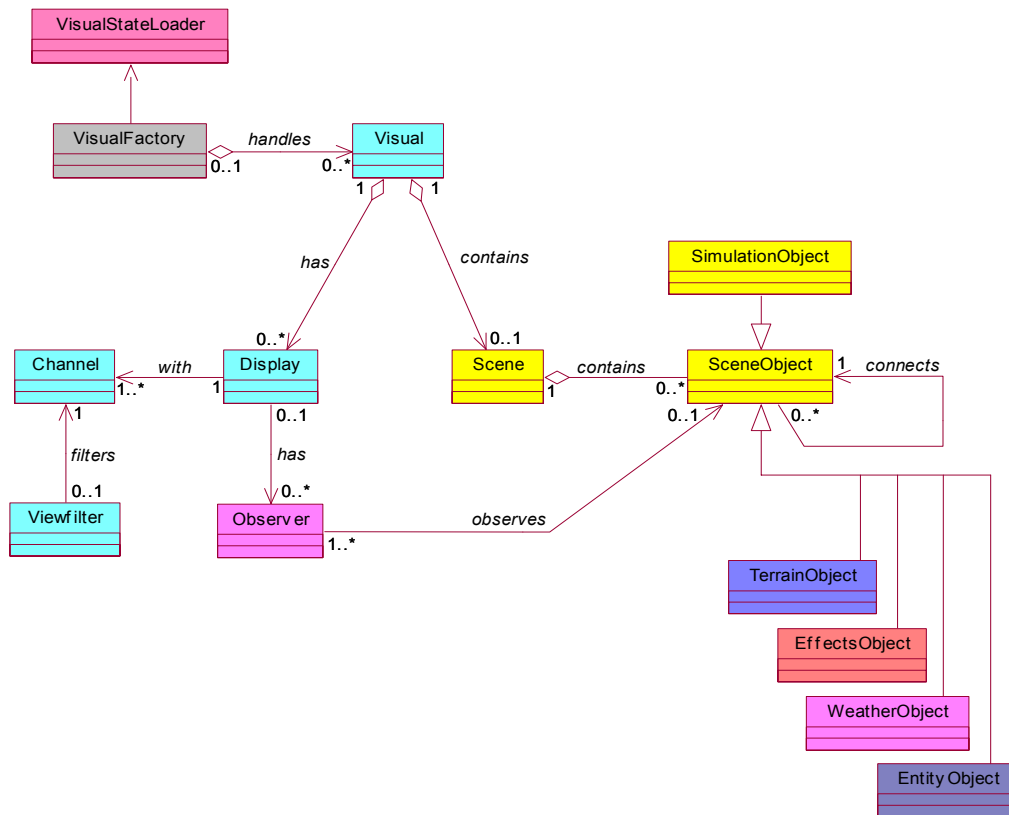 VisualStateLoader
VisualFactory
handles
Visual
0..1
0..*
1
1
has
contains
SimulationObject
0..*
0..1
Channel
with
Display
Scene
contains
SceneObject
1
connects
1..*
1
1
0..*
1
0..1
0..1
0..*
filters
has
0..1
0..*
Viewfilter
Observer
observes
1..*
TerrainObject
EffectsObject
WeatherObject
Entity Object